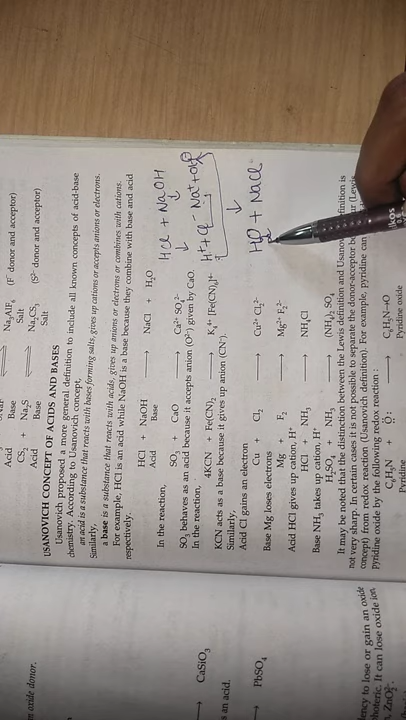 Acid Base Salt
Na₃AlF₆ (F⁻ donor and acceptor)
CS₂ + Na₂S ⇌ Na₂CS₃ (S²⁻ donor and acceptor)
Acid Base Salt
USANOVICH CONCEPT OF ACIDS AND BASES
Usanovich proposed a more general definition to include all known concepts of acid-base
chemistry. According to Usanovich concept,
an acid is a substance that reacts with bases forming salts, gives up cations or accepts anions or electrons.
Similarly,
a base is a substance that reacts with acids, gives up anions or electrons or combines with cations.
For example, HCl is an acid while NaOH is a base because they combine with base and acid
respectively.
HCl + NaOH ⟶ NaCl + H₂O
Acid Base
In the reaction,
SO₃ + CaO ⟶ Ca²⁺ SO₄²⁻
SO₃ behaves as an acid because it accepts anion (O²⁻) given by CaO.
In the reaction,
4KCN + Fe(CN)₂ ⟶ K₄⁺ [Fe(CN)₆]⁴⁻
KCN acts as a base because it gives up anion (CN⁻).
Similarly,
Acid Cl gains an electron
Cu + Cl₂ ⟶ Cu²⁺ Cl₂²⁻
Base Mg loses electrons
Mg + F₂ ⟶ Mg²⁺ F₂²⁻
Acid HCl gives up cation, H⁺
HCl + NH₃ ⟶ NH₄Cl
Base NH₃ takes up cation, H⁺
H₂SO₄ + NH₃ ⟶ (NH₄)₂ SO₄
It may be noted that the distinction between the Lewis definition and Usanovich definition is
not very sharp. In certain cases it is not possible to separate the donor-acceptor (Lewis
concept) from redox reaction (Usanovich definition). For example, pyridine can
pyridine oxide by the following redox reaction :
C₅H₅N + :Ö: ⟶ C₅H₅N→O
Pyridine Pyridine oxide
HCl + NaOH
↓ ↓
H⁺+Cl⁻ Na⁺+OH⁻
↓
+ NaCl
oxide donor.
CaSiO₃
s an acid.
⟶ PbSO₄
ency to lose or gain an oxide
photeric. It can lose oxide ion,
, ZnO₂²⁻.